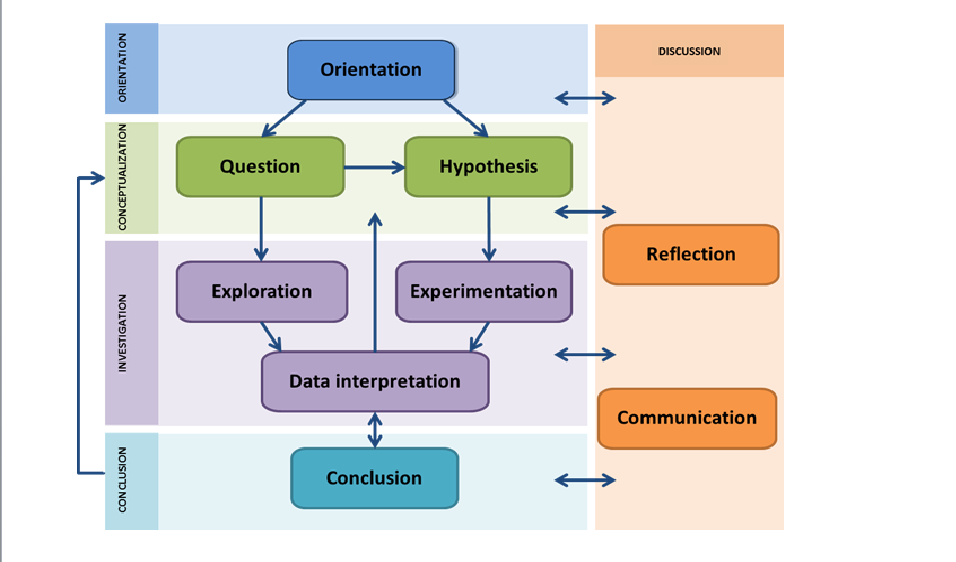 ORIENTATION
Orientation
DISCUSSION
CONCEPTUALIZATION
Question
Hypothesis
Reflection
INVESTIGATION
Exploration
Experimentation
Data interpretation
Communication
CONCLUSION
Conclusion